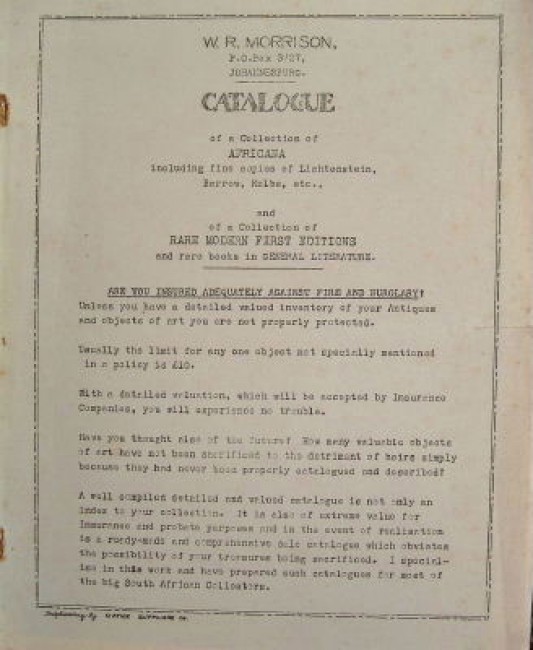 W. R. MORRISON,
P.O.Box
JOHANNESBURG.
CATALOGUE
of a Collection of
AFRICANA
including fine copies of Lichtenstein,
Barrow, Kolbe, etc.,
and
of a Collection of
RARE MODERN FIRST EDITIONS
and rare books in GENERAL LITERATURE.
ARE YOU INSURED ADEQUATELY AGAINST FIRE AND BURGLARY?
Unless you have a detailed valued inventory of your Antiques
and objects of art you are not properly protected.
Usually the limit for any one object not specially mentioned
in a policy is £10.
With a detailed valuation, which will be accepted by Insurance
Companies, you will experience no trouble.
Have you thought also of the future? How many valuable objects
of art have not been sacrificed to the detriment of heirs simply
because they had never been properly catalogued and described?
A well compiled detailed and valued catalogue is not only an
index to your collection. It is also of extreme value for
Insurance and probate purposes and in the event of realisation
is a ready-made and comprehensive Sale catalogue which obviates
the possibility of your treasures being sacrificed. I special-
ise in this work and have prepared such catalogues for most of
the big South African Collectors.
Duplicating by OFFICE